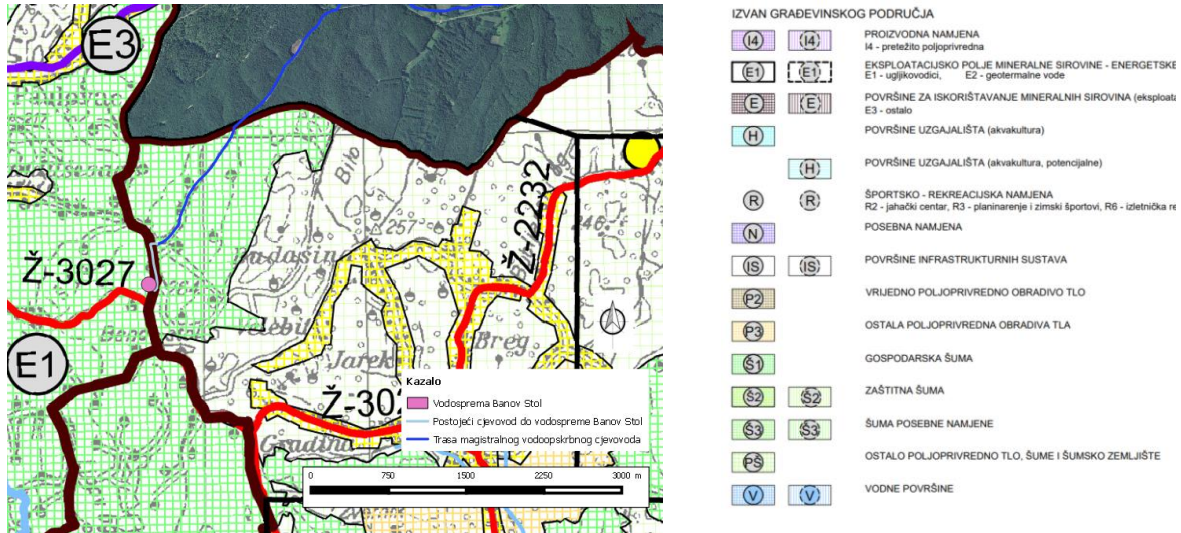 E3
Paljevac
Bilo
Ž-2232
257
246.
Ž-3027
Velebit
Breg
E1
Jarek
Ž-302
Gradina
Kazalo
Vodosprema Banov Stol
Postojeći cjevovod do vodospreme Banov Stol
Trasa magistralnog vodoopskrbnog cjevovoda
0 750 1500 2250 3000 m
IZVAN GRAĐEVINSKOG PODRUČJA
I4 I4 PROIZVODNA NAMJENA
I4 - pretežito poljoprivredna
E1 E1 EKSPLOATACIJSKO POLJE MINERALNE SIROVINE - ENERGETSKE
E1 - ugljikovodici, E2 - geotermalne vode
E E POVRŠINE ZA ISKORIŠTAVANJE MINERALNIH SIROVINA (eksploata
E3 - ostalo
H POVRŠINE UZGAJALIŠTA (akvakultura)
H POVRŠINE UZGAJALIŠTA (akvakultura, potencijalne)
R R ŠPORTSKO - REKREACIJSKA NAMJENA
R2 - jahački centar, R3 - planinarenje i zimski športovi, R6 - izletnička re
N POSEBNA NAMJENA
IS IS POVRŠINE INFRASTRUKTURNIH SUSTAVA
P2 VRIJEDNO POLJOPRIVREDNO OBRADIVO TLO
P3 OSTALA POLJOPRIVREDNA OBRADIVA TLA
Š1 GOSPODARSKA ŠUMA
Š2 Š2 ZAŠTITNA ŠUMA
Š3 Š3 ŠUMA POSEBNE NAMJENE
PŠ OSTALO POLJOPRIVREDNO TLO, ŠUME I ŠUMSKO ZEMLJIŠTE
V V VODNE POVRŠINE